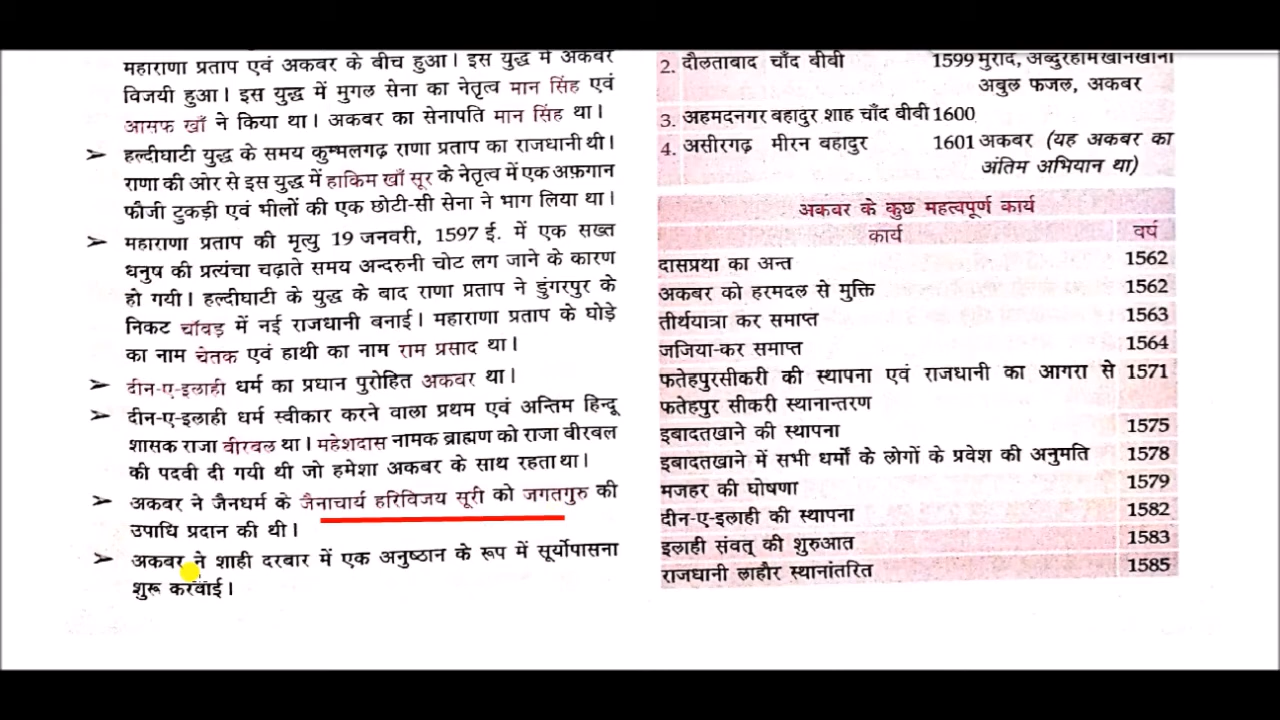 महाराणा प्रताप एवं अकबर के बीच हुआ। इस युद्ध में अकबर
विजयी हुआ। इस युद्ध में मुगल सेना का नेतृत्व मान सिंह एवं
आसफ खाँ ने किया था। अकबर का सेनापति मान सिंह था।
➤ हल्दीघाटी युद्ध के समय कुम्भलगढ़ राणा प्रताप का राजधानी थी।
राणा की ओर से इस युद्ध में हाकिम खाँ सूर के नेतृत्व में एक अफ़गान
फौजी टुकड़ी एवं भीलों की एक छोटी-सी सेना ने भाग लिया था।
➤ महाराणा प्रताप की मृत्यु 19 जनवरी, 1597 ई. में एक सख्त
धनुष की प्रत्यंचा चढ़ाते समय अन्दरुनी चोट लग जाने के कारण
हो गयी। हल्दीघाटी के युद्ध के बाद राणा प्रताप ने डुंगरपुर के
निकट चॉवड़ में नई राजधानी बनाई। महाराणा प्रताप के घोड़े
का नाम चेतक एवं हाथी का नाम राम प्रसाद था।
➤ दीन-ए-इलाही धर्म का प्रधान पुरोहित अकबर था।
➤ दीन-ए-इलाही धर्म स्वीकार करने वाला प्रथम एवं अन्तिम हिन्दू
शासक राजा बीरबल था। महेशदास नामक ब्राह्मण को राजा बीरबल
की पदवी दी गयी थी जो हमेशा अकबर के साथ रहता था।
➤ अकबर ने जैनधर्म के जैनाचार्य हरिविजय सूरी को जगतगुरु की
उपाधि प्रदान की थी।
➤ अकबर ने शाही दरबार में एक अनुष्ठान के रूप में सूर्योपासना
शुरू करवाई।
2. दौलताबाद चाँद बीबी 1599 मुराद, अब्दुरहीम खानखाना
अबुल फजल, अकबर
3. अहमदनगर बहादुर शाह चाँद बीबी 1600
4. असीरगढ़ मीरन बहादुर 1601 अकबर (यह अकबर का
अंतिम अभियान था)
अकबर के कुछ महत्वपूर्ण कार्य
कार्य वर्ष
दासप्रथा का अन्त 1562
अकबर को हरमदल से मुक्ति 1562
तीर्थयात्रा कर समाप्त 1563
जजिया-कर समाप्त 1564
फतेहपुरसीकरी की स्थापना एवं राजधानी का आगरा से 1571
फतेहपुर सीकरी स्थानान्तरण
इबादतखाने की स्थापना 1575
इबादतखाने में सभी धर्मों के लोगों के प्रवेश की अनुमति 1578
मजहर की घोषणा 1579
दीन-ए-इलाही की स्थापना 1582
इलाही संवत् की शुरुआत 1583
राजधानी लाहौर स्थानांतरित 1585